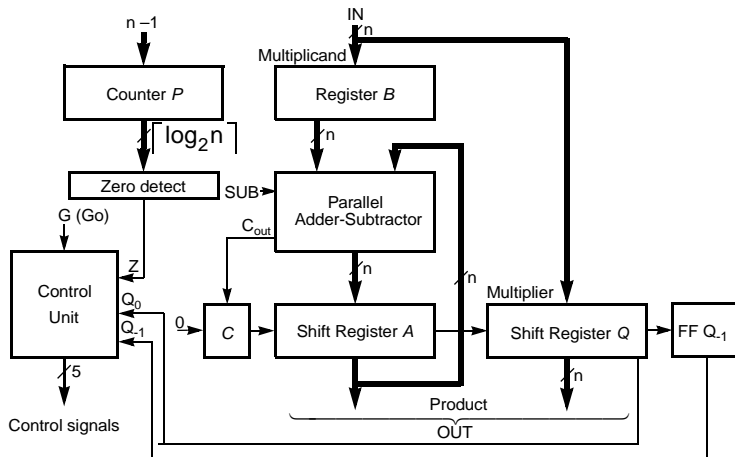 n –1
IN
n
Multiplicand
Counter P
Register B
⌈log₂n⌉
n
Zero detect
SUB
Parallel
Adder-Subtractor
G (Go)
Cout
Z
n
n
Control
Unit
Q0
Q-1
Multiplier
0
C
Shift Register A
Shift Register Q
FF Q-1
5
n
Control signals
Product
OUT